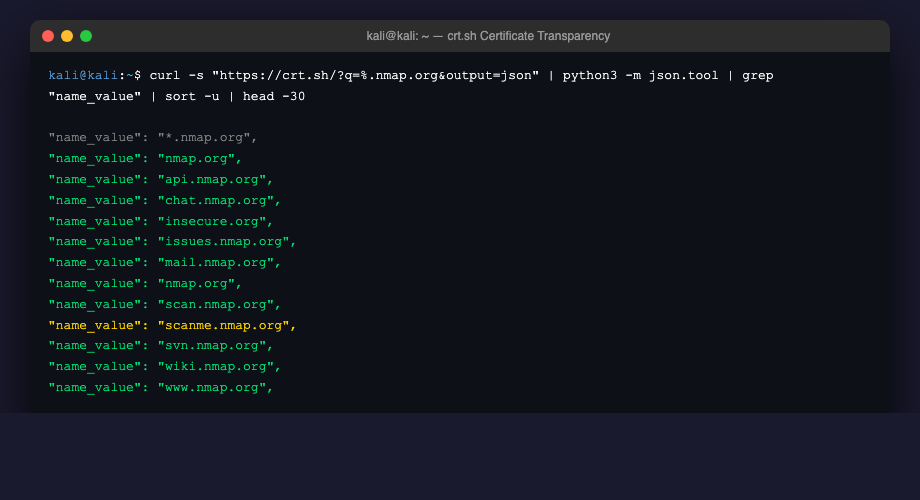 kali@kali: ~ — crt.sh Certificate Transparency
kali@kali:~$ curl -s "https://crt.sh/?q=%.nmap.org&output=json" | python3 -m json.tool | grep
"name_value" | sort -u | head -30
"name_value": "*.nmap.org",
"name_value": "nmap.org",
"name_value": "api.nmap.org",
"name_value": "chat.nmap.org",
"name_value": "insecure.org",
"name_value": "issues.nmap.org",
"name_value": "mail.nmap.org",
"name_value": "nmap.org",
"name_value": "scan.nmap.org",
"name_value": "scanme.nmap.org",
"name_value": "svn.nmap.org",
"name_value": "wiki.nmap.org",
"name_value": "www.nmap.org",